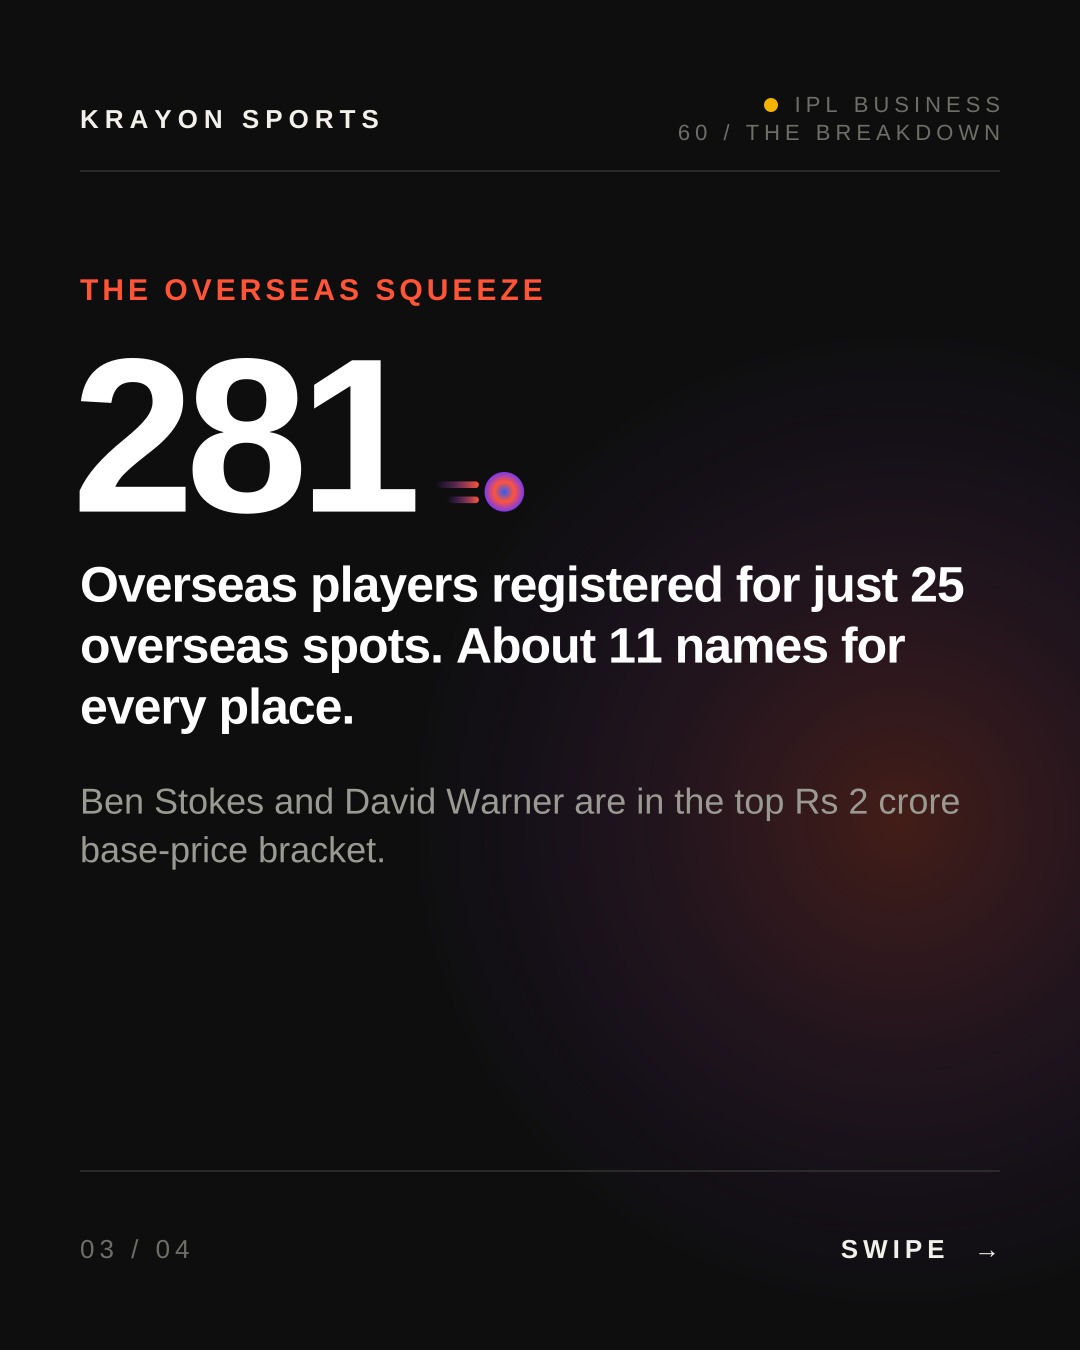 KRAYON SPORTS
IPL BUSINESS
60 / THE BREAKDOWN
THE OVERSEAS SQUEEZE
281
Overseas players registered for just 25
overseas spots. About 11 names for
every place.
Ben Stokes and David Warner are in the top Rs 2 crore
base-price bracket.
03 / 04
SWIPE →